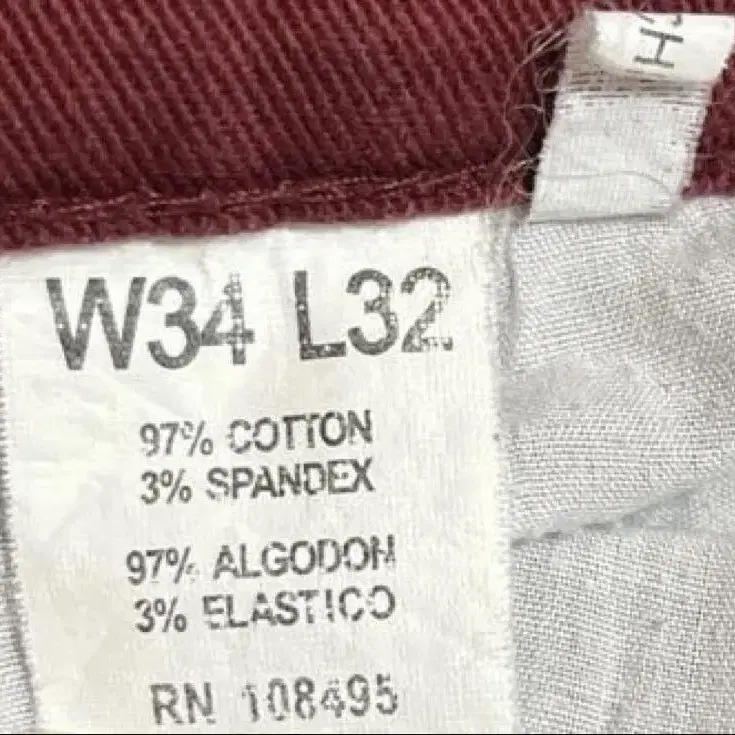 W34 L32
97% COTTON
3% SPANDEX
97% ALGODON
3% ELASTICO
RN 108495